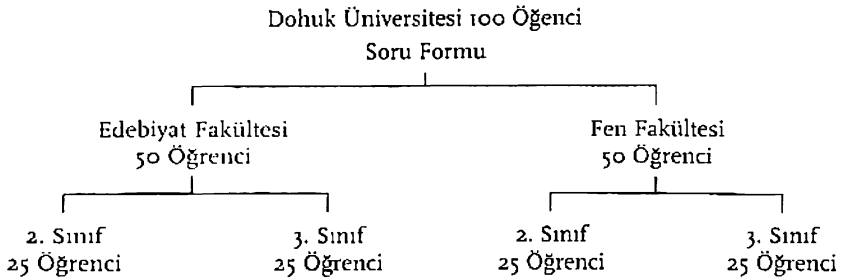 Dohuk Üniversitesi 100 Öğenci
Soru Formu
Edebiyat Fakültesi
50 Öğrenci
Fen Fakültesi
50 Öğrenci
2. Sınıf
25 Öğrenci
3. Sınıf
25 Öğrenci
2. Sınıf
25 Öğrenci
3. Sınıf
25 Öğrenci